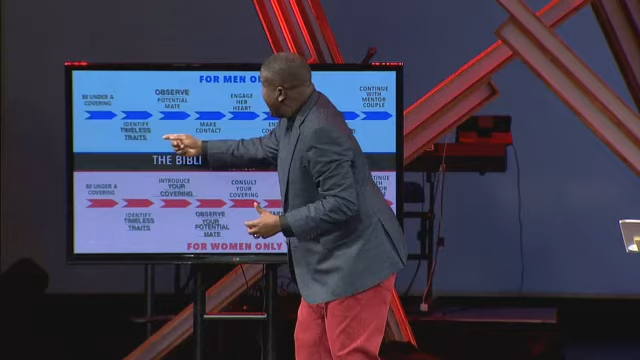 FOR MEN ON
BE UNDER A
COVERING
OBSERVE
POTENTIAL
MATE
ENGAGE
HER
HEART
CONTINUE
WITH
MENTOR
COUPLE
IDENTIFY
TIMELESS
TRAITS
MAKE
CONTACT
THE BIBL
BE UNDER A
COVERING
INTRODUCE
YOUR
COVERING
CONSULT
YOUR
COVERING
WITH
IDENTIFY
TIMELESS
TRAITS
OBSERVE
YOUR
POTENTIAL
MATE
FOR WOMEN ONLY